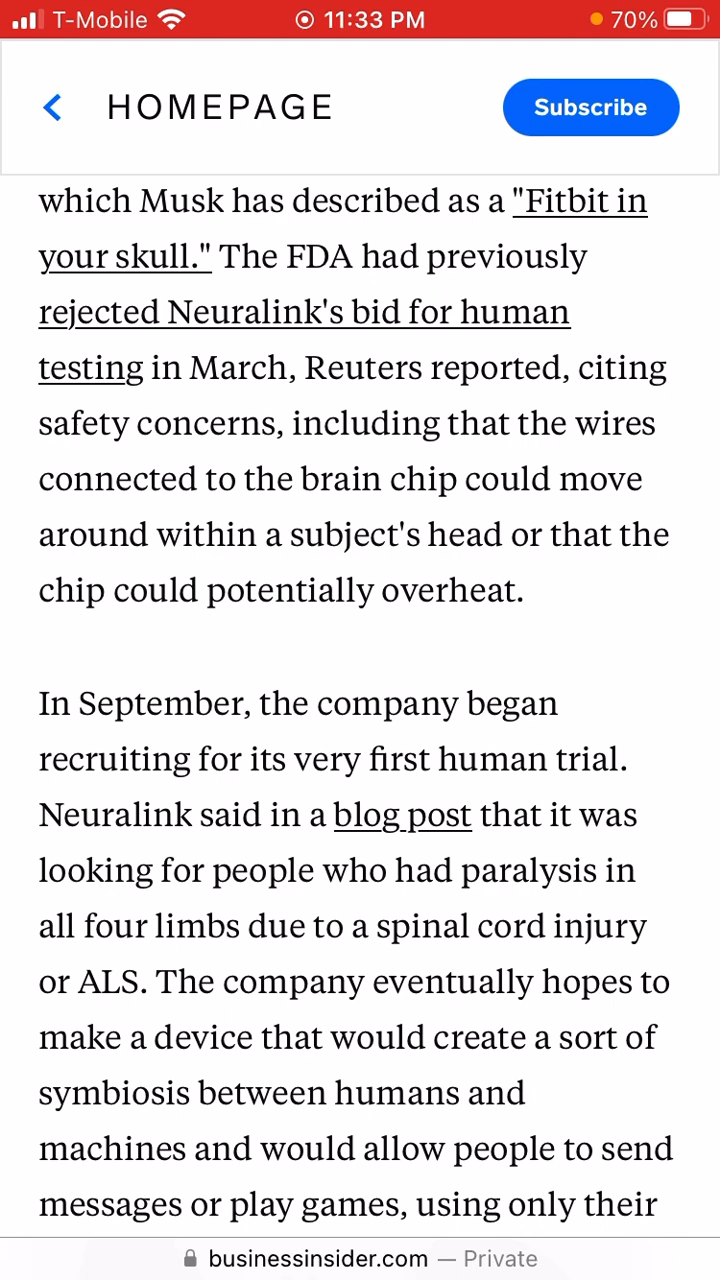 T-Mobile 11:33 PM 70%
HOMEPAGE Subscribe
which Musk has described as a "Fitbit in
your skull." The FDA had previously
rejected Neuralink's bid for human
testing in March, Reuters reported, citing
safety concerns, including that the wires
connected to the brain chip could move
around within a subject's head or that the
chip could potentially overheat.
In September, the company began
recruiting for its very first human trial.
Neuralink said in a blog post that it was
looking for people who had paralysis in
all four limbs due to a spinal cord injury
or ALS. The company eventually hopes to
make a device that would create a sort of
symbiosis between humans and
machines and would allow people to send
messages or play games, using only their
businessinsider.com — Private